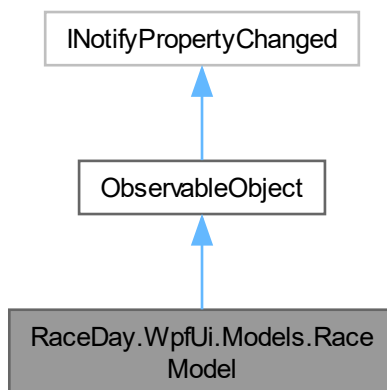 INotifyPropertyChanged
ObservableObject
RaceDay.WpfUi.Models.Race
Model